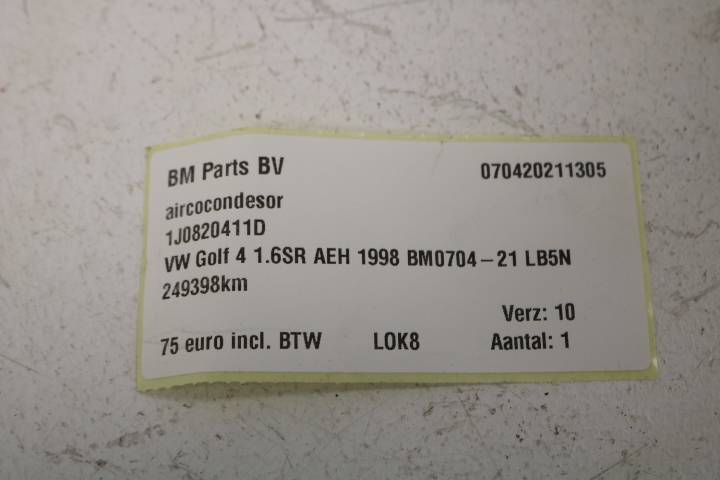 BM Parts BV 070420211305
aircocondesor
1J0820411D
VW Golf 4 1.6SR AEH 1998 BM0704-21 LB5N
249398km
Verz: 10
75 euro incl. BTW LOK8 Aantal: 1